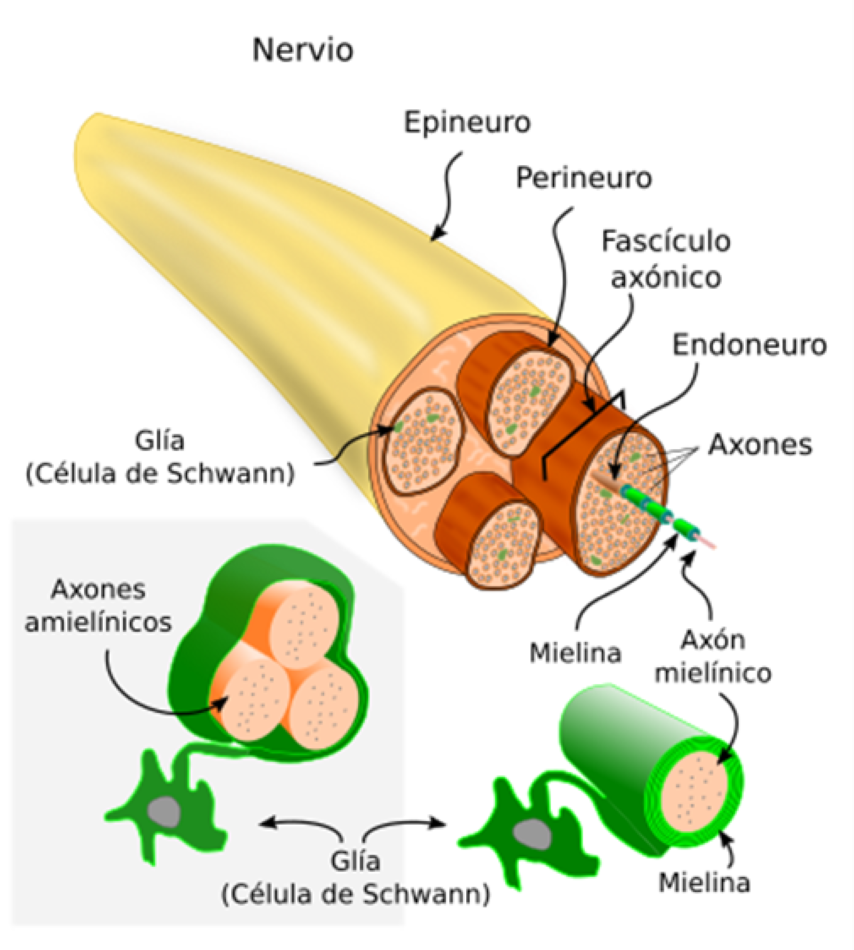 Nervio
Epineuro
Perineuro
Fascículo
axónico
Endoneuro
Axones
Glía
(Célula de Schwann)
Axones
amielínicos
Mielina
Axón
mielínico
Glía
(Célula de Schwann)
Mielina